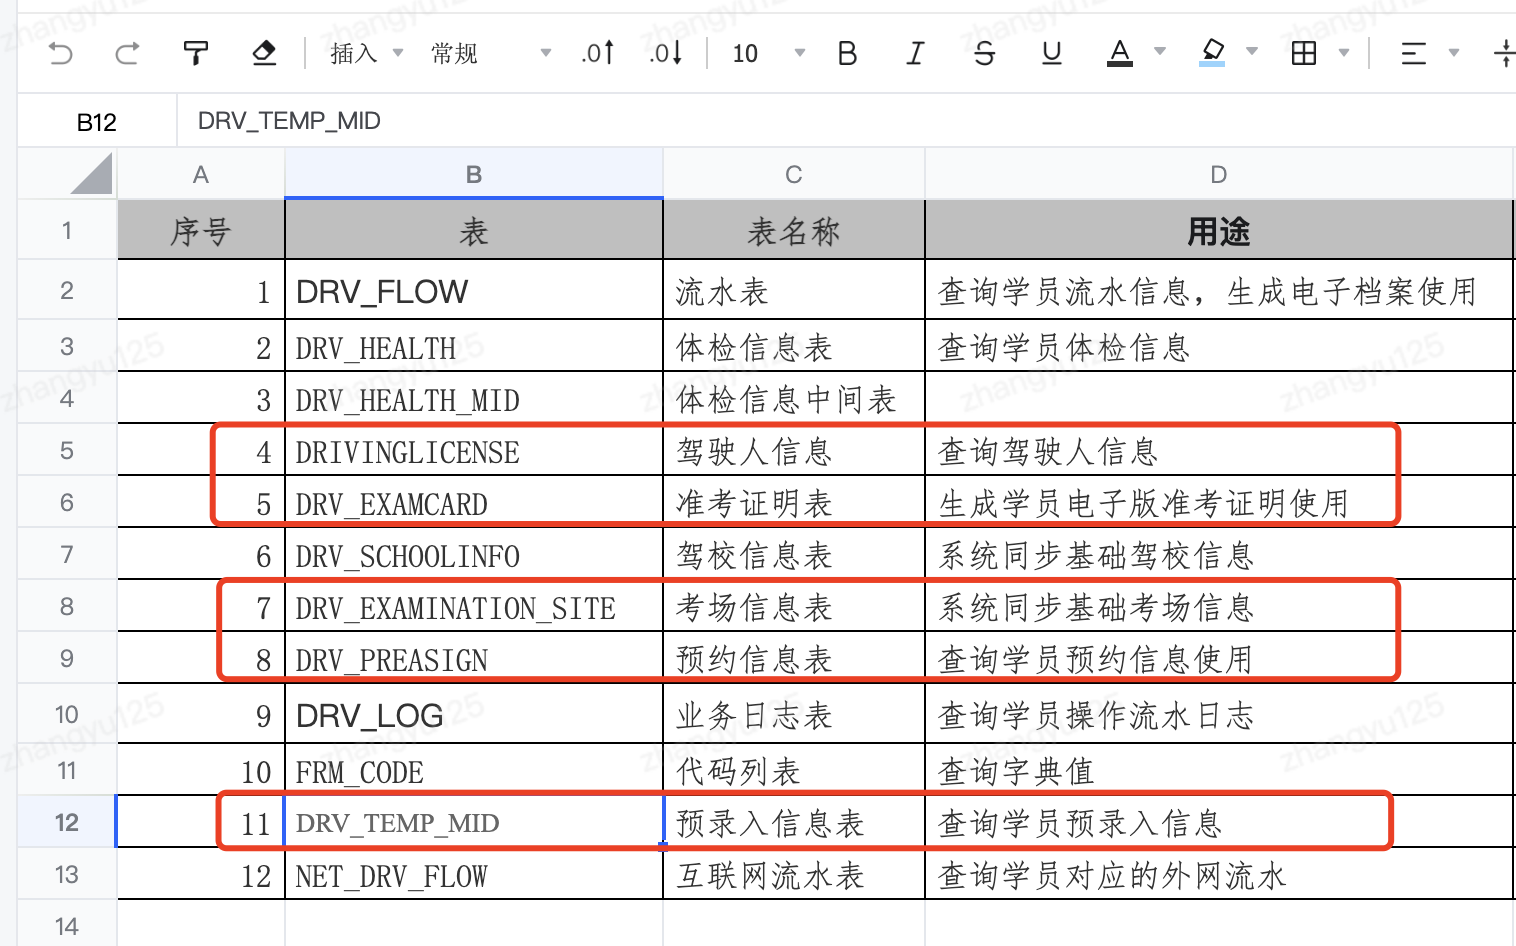 插入 常规 .0↑ .0↓ 10 B I S U A
B12 DRV_TEMP_MID
A B C D
1 序号 表 表名称 用途
2 1 DRV_FLOW 流水表 查询学员流水信息，生成电子档案使用
3 2 DRV_HEALTH 体检信息表 查询学员体检信息
4 3 DRV_HEALTH_MID 体检信息中间表
5 4 DRIVINGLICENSE 驾驶人信息 查询驾驶人信息
6 5 DRV_EXAMCARD 准考证明表 生成学员电子版准考证明使用
7 6 DRV_SCHOOLINFO 驾校信息表 系统同步基础驾校信息
8 7 DRV_EXAMINATION_SITE 考场信息表 系统同步基础考场信息
9 8 DRV_PREASIGN 预约信息表 查询学员预约信息使用
10 9 DRV_LOG 业务日志表 查询学员操作流水日志
11 10 FRM_CODE 代码列表 查询字典值
12 11 DRV_TEMP_MID 预录入信息表 查询学员预录入信息
13 12 NET_DRV_FLOW 互联网流水表 查询学员对应的外网流水
14
zhangyu125